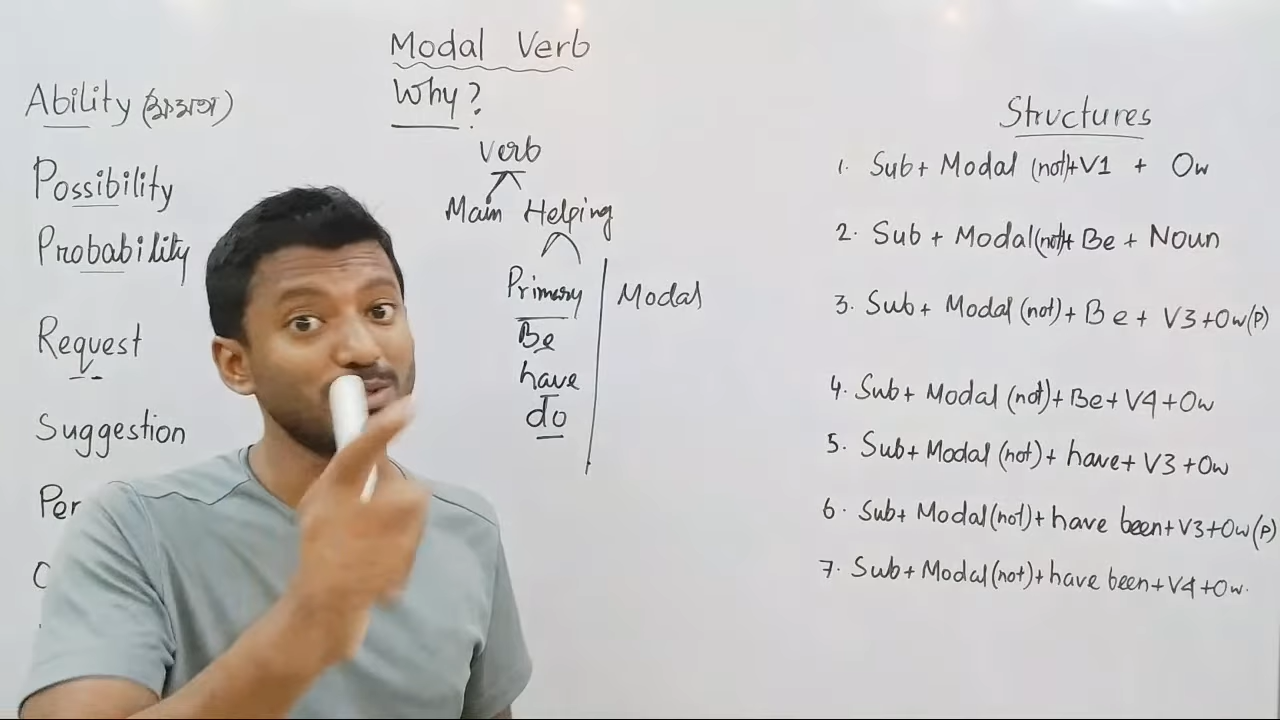 Modal Verb
Why?
Verb
Main Helping
Primary Modal
Be
have
do
Ability (ক্ষমতা)
Possibility
Probability
Request
Suggestion
Structures
1. Sub+ Modal (not)+V1 + Ow
2. Sub + Modal(not)+ Be + Noun
3. Sub+ Modal (not)+ Be + V3+Ow(P)
4. Sub+ Modal (not)+Be+V4+Ow
5. Sub+ Modal (not)+ have+ V3 +Ow
6. Sub+ Modal(not)+have been+V3+Ow(P)
7. Sub+Modal(not)+have been+V4+Ow.